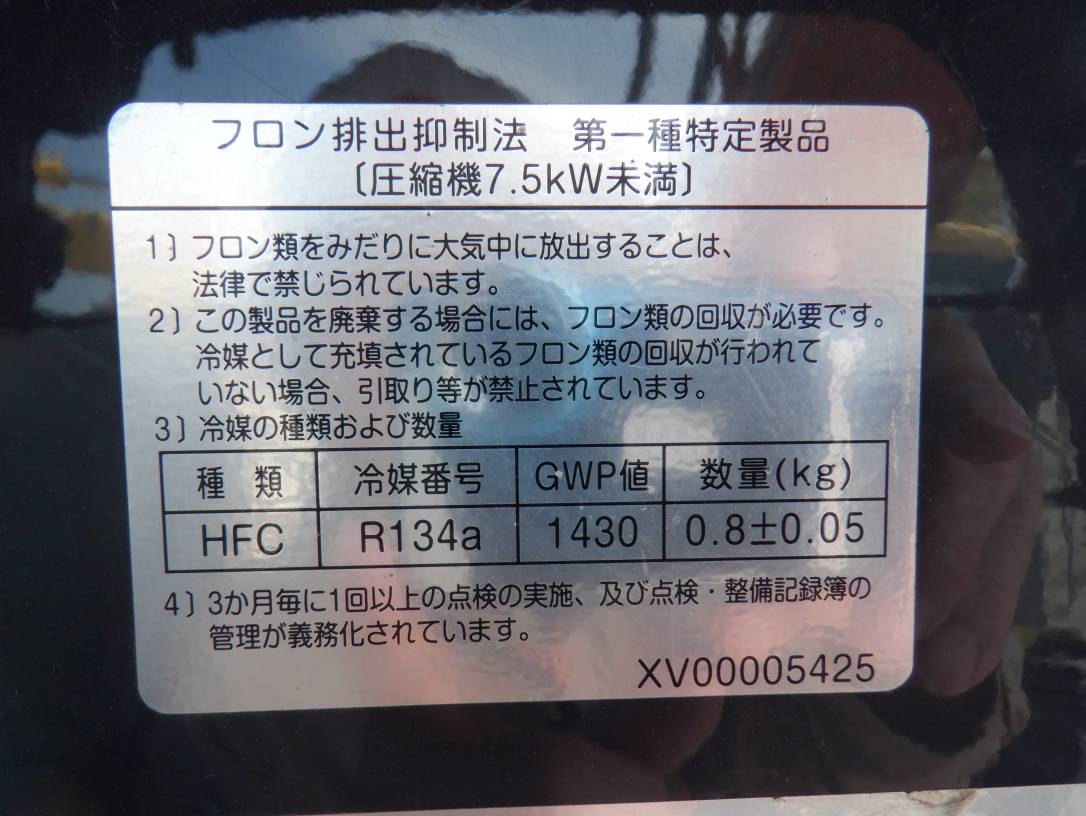 フロン排出抑制法　第一種特定製品
〔圧縮機7.5kW未満〕
1〕フロン類をみだりに大気中に放出することは、
法律で禁じられています。
2〕この製品を廃棄する場合には、フロン類の回収が必要です。
冷媒として充填されているフロン類の回収が行われて
いない場合、引取り等が禁止されています。
3〕冷媒の種類および数量
種類 冷媒番号 GWP値 数量(kg)
HFC R134a 1430 0.8±0.05
4〕3か月毎に1回以上の点検の実施、及び点検・整備記録簿の
管理が義務化されています。
XV00005425